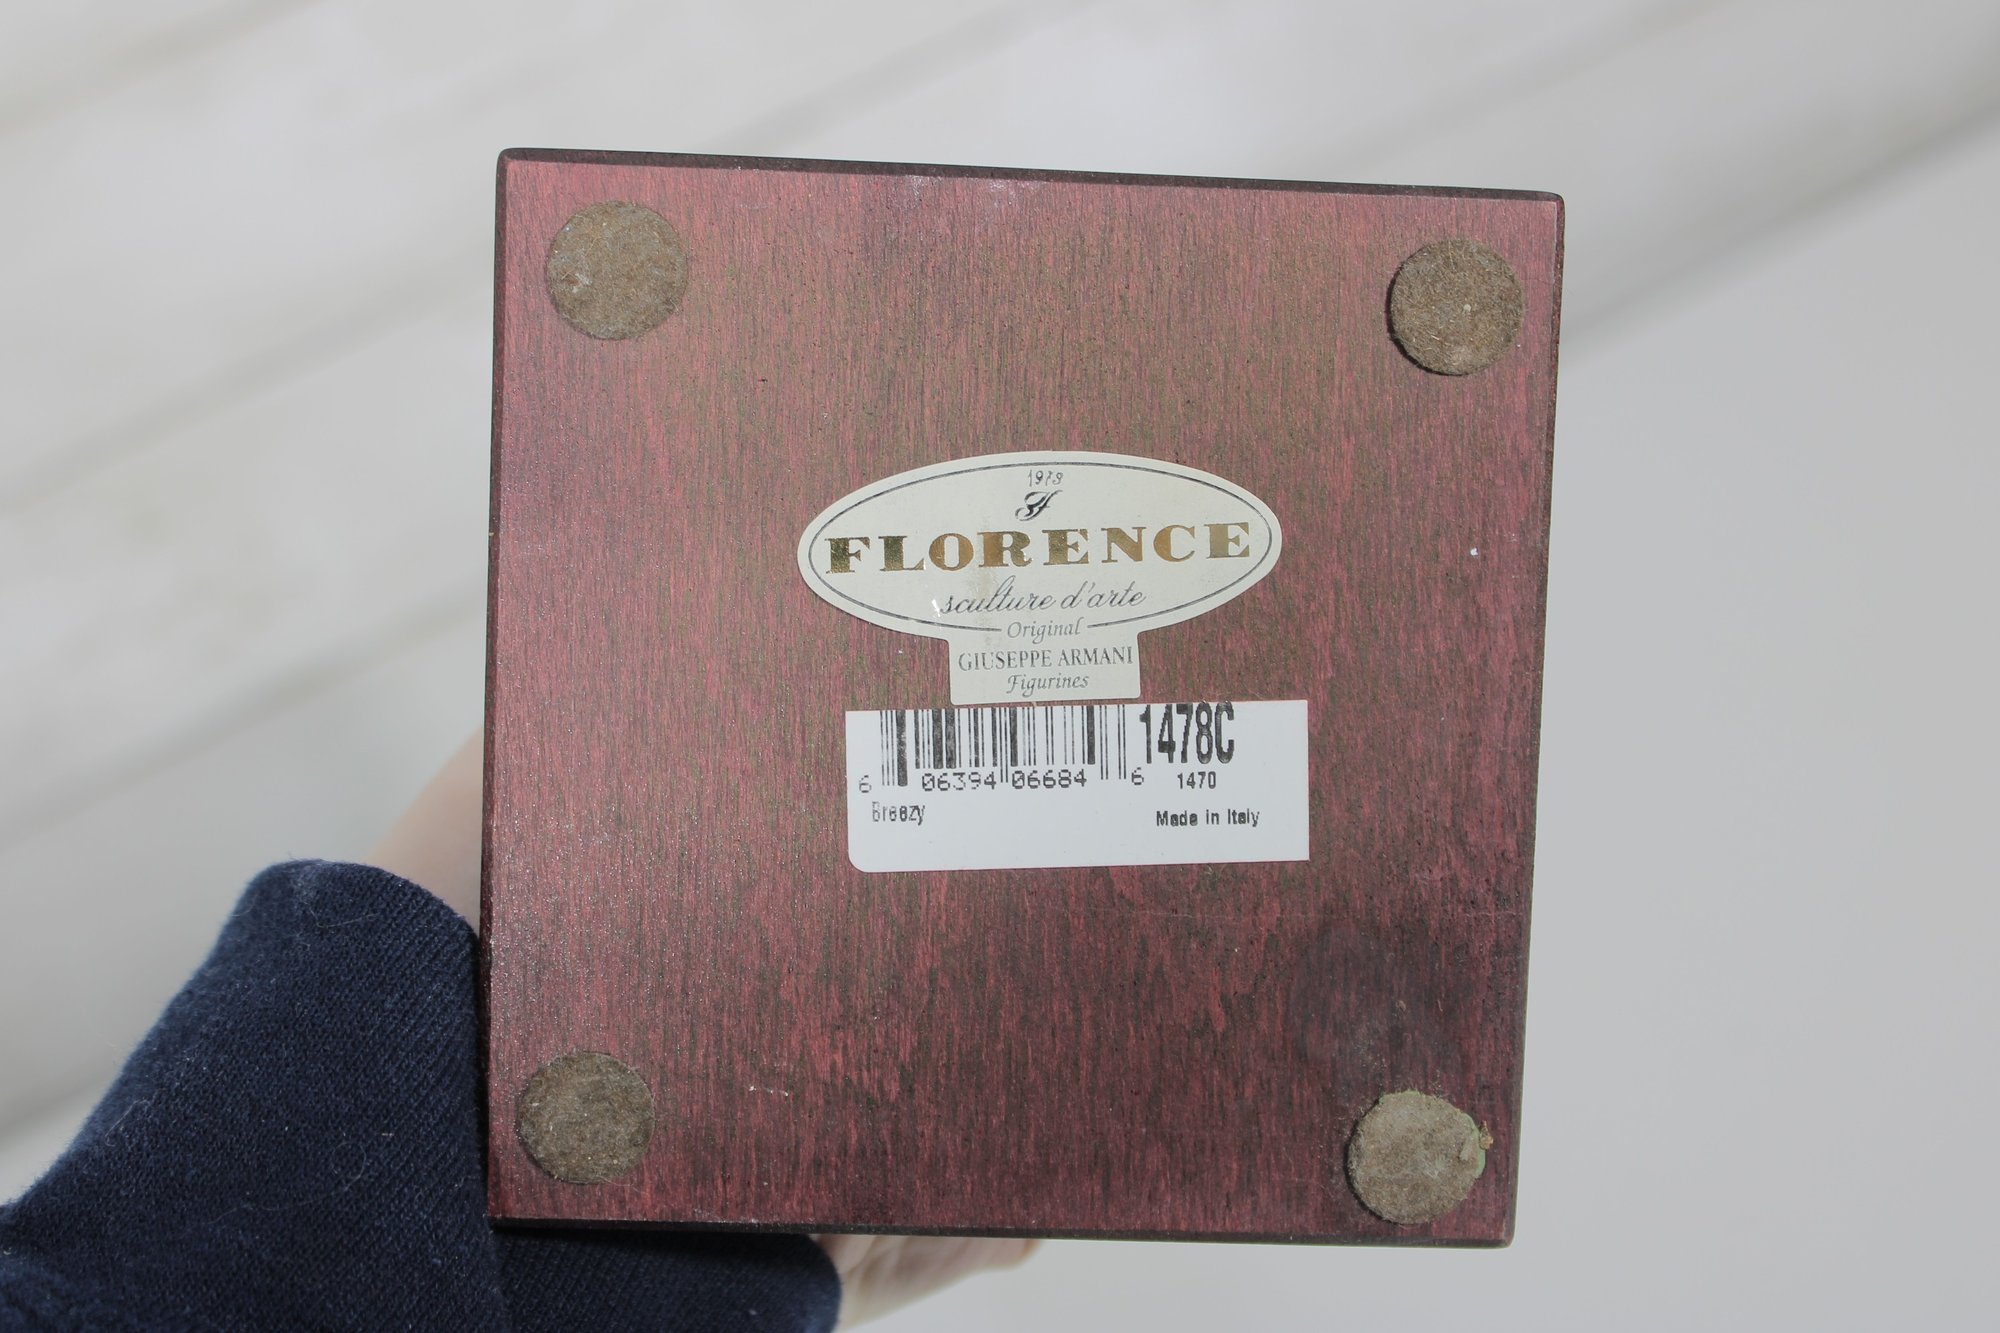 1973
FLORENCE
sculture d'arte
Original
GIUSEPPE ARMANI
Figurines
1478C
6 06394 06684 6 1470
Breezy Made in Italy